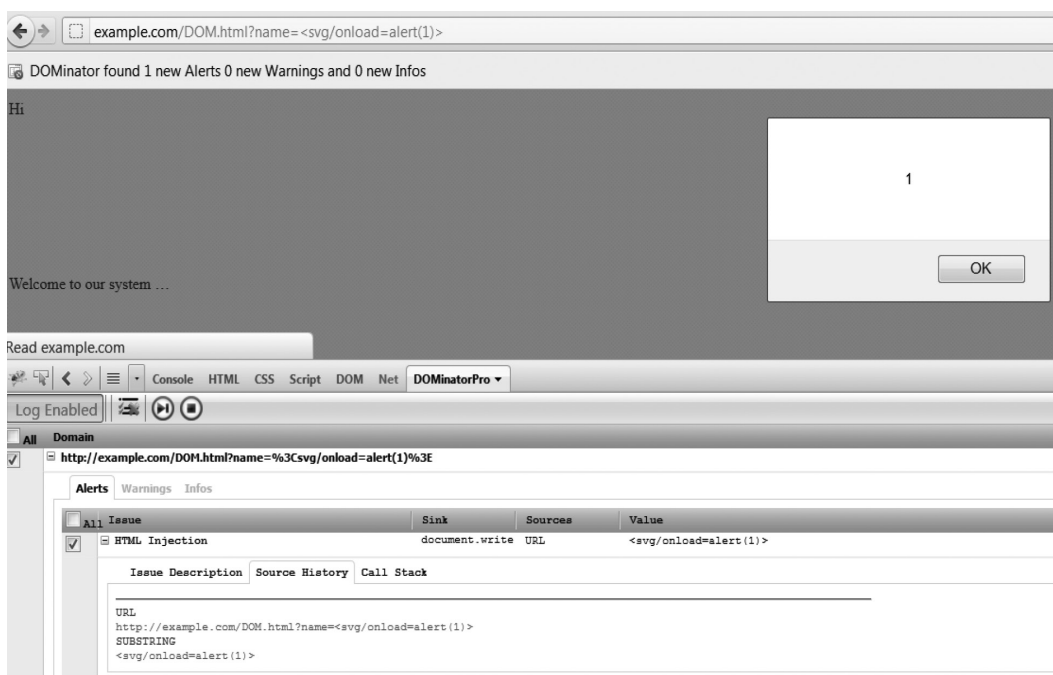 example.com/DOM.html?name=<svg/onload=alert(1)>
DOMinator found 1 new Alerts 0 new Warnings and 0 new Infos
Hi
1
OK
Welcome to our system …
Read example.com
Console HTML CSS Script DOM Net DOMinatorPro
Log Enabled
All Domain
http://example.com/DOM.html?name=%3Csvg/onload=alert(1)%3E
Alerts Warnings Infos
All Issue Sink Sources Value
HTML Injection document.write URL <svg/onload=alert(1)>
Issue Description Source History Call Stack
URL
http://example.com/DOM.html?name=<svg/onload=alert(1)>
SUBSTRING
<svg/onload=alert(1)>